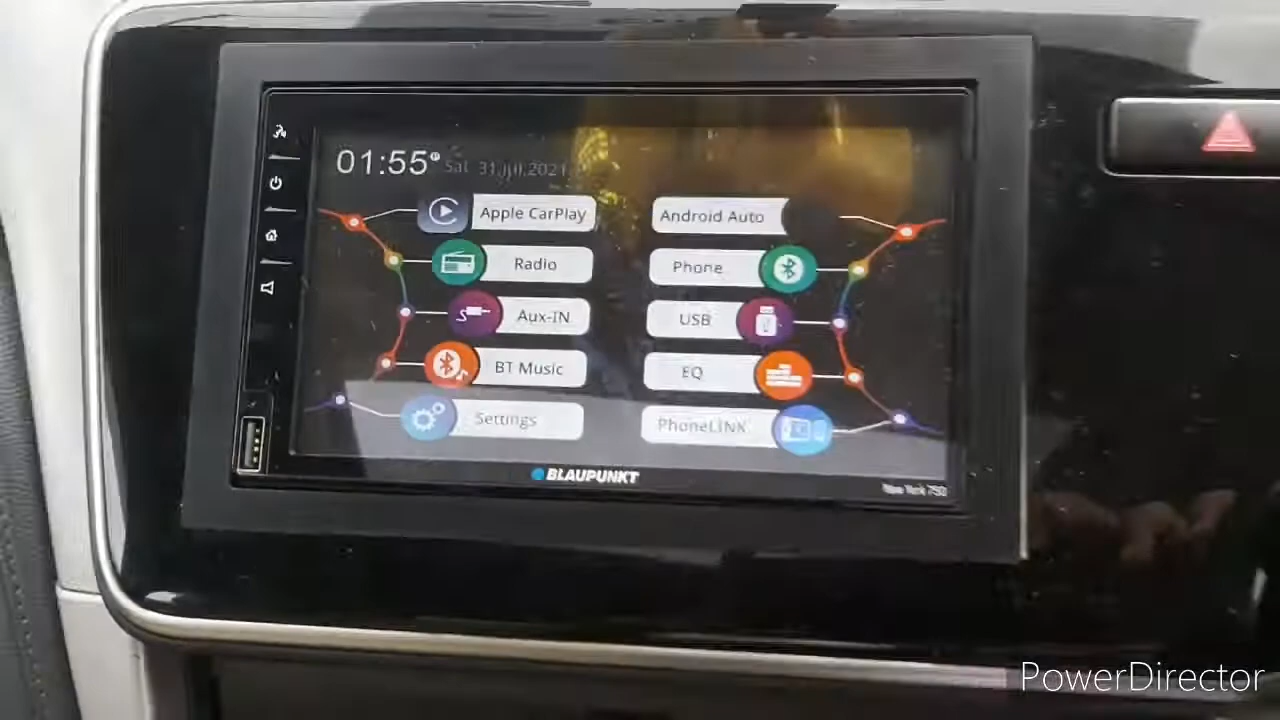 01:55 Sat 31.Jul.2021
Apple CarPlay
Android Auto
Radio
Phone
Aux-IN
USB
BT Music
EQ
Settings
PhoneLINK
BLAUPUNKT
New York 750
PowerDirector